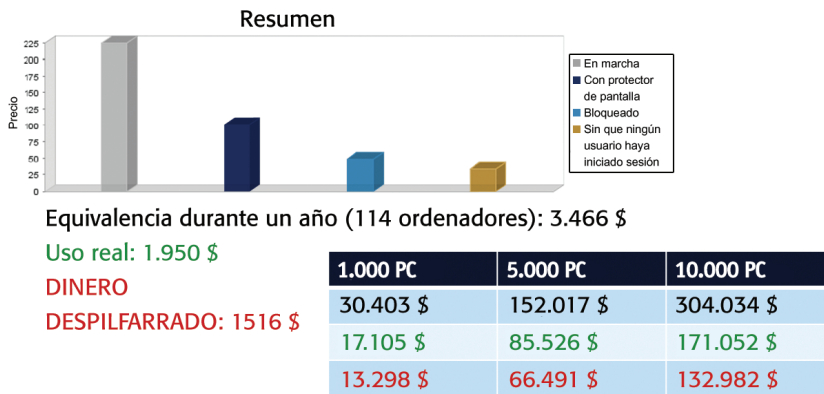 Resumen
225
200
175
150
125
100
75
50
25
0
Precio
En marcha
Con protector
de pantalla
Bloqueado
Sin que ningún
usuario haya
iniciado sesión
Equivalencia durante un año (114 ordenadores): 3.466 $
Uso real: 1.950 $
DINERO
DESPILFARRADO: 1516 $
1.000 PC 5.000 PC 10.000 PC
30.403 $ 152.017 $ 304.034 $
17.105 $ 85.526 $ 171.052 $
13.298 $ 66.491 $ 132.982 $